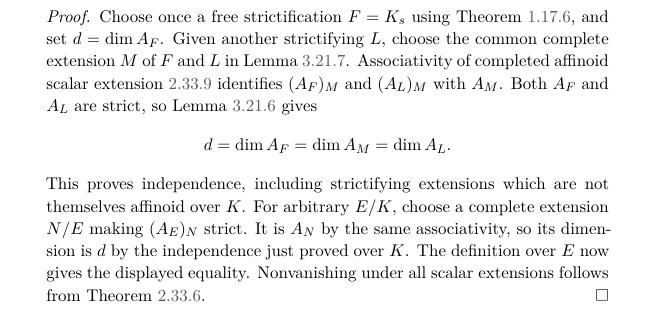 Proof. Choose once a free strictification F = K_s using Theorem 1.17.6, and
set d = dim A_F. Given another strictifying L, choose the common complete
extension M of F and L in Lemma 3.21.7. Associativity of completed affinoid
scalar extension 2.33.9 identifies (A_F)_M and (A_L)_M with A_M. Both A_F and
A_L are strict, so Lemma 3.21.6 gives
d = dim A_F = dim A_M = dim A_L.
This proves independence, including strictifying extensions which are not
themselves affinoid over K. For arbitrary E/K, choose a complete extension
N/E making (A_E)_N strict. It is A_N by the same associativity, so its dimen-
sion is d by the independence just proved over K. The definition over E now
gives the displayed equality. Nonvanishing under all scalar extensions follows
from Theorem 2.33.6. □